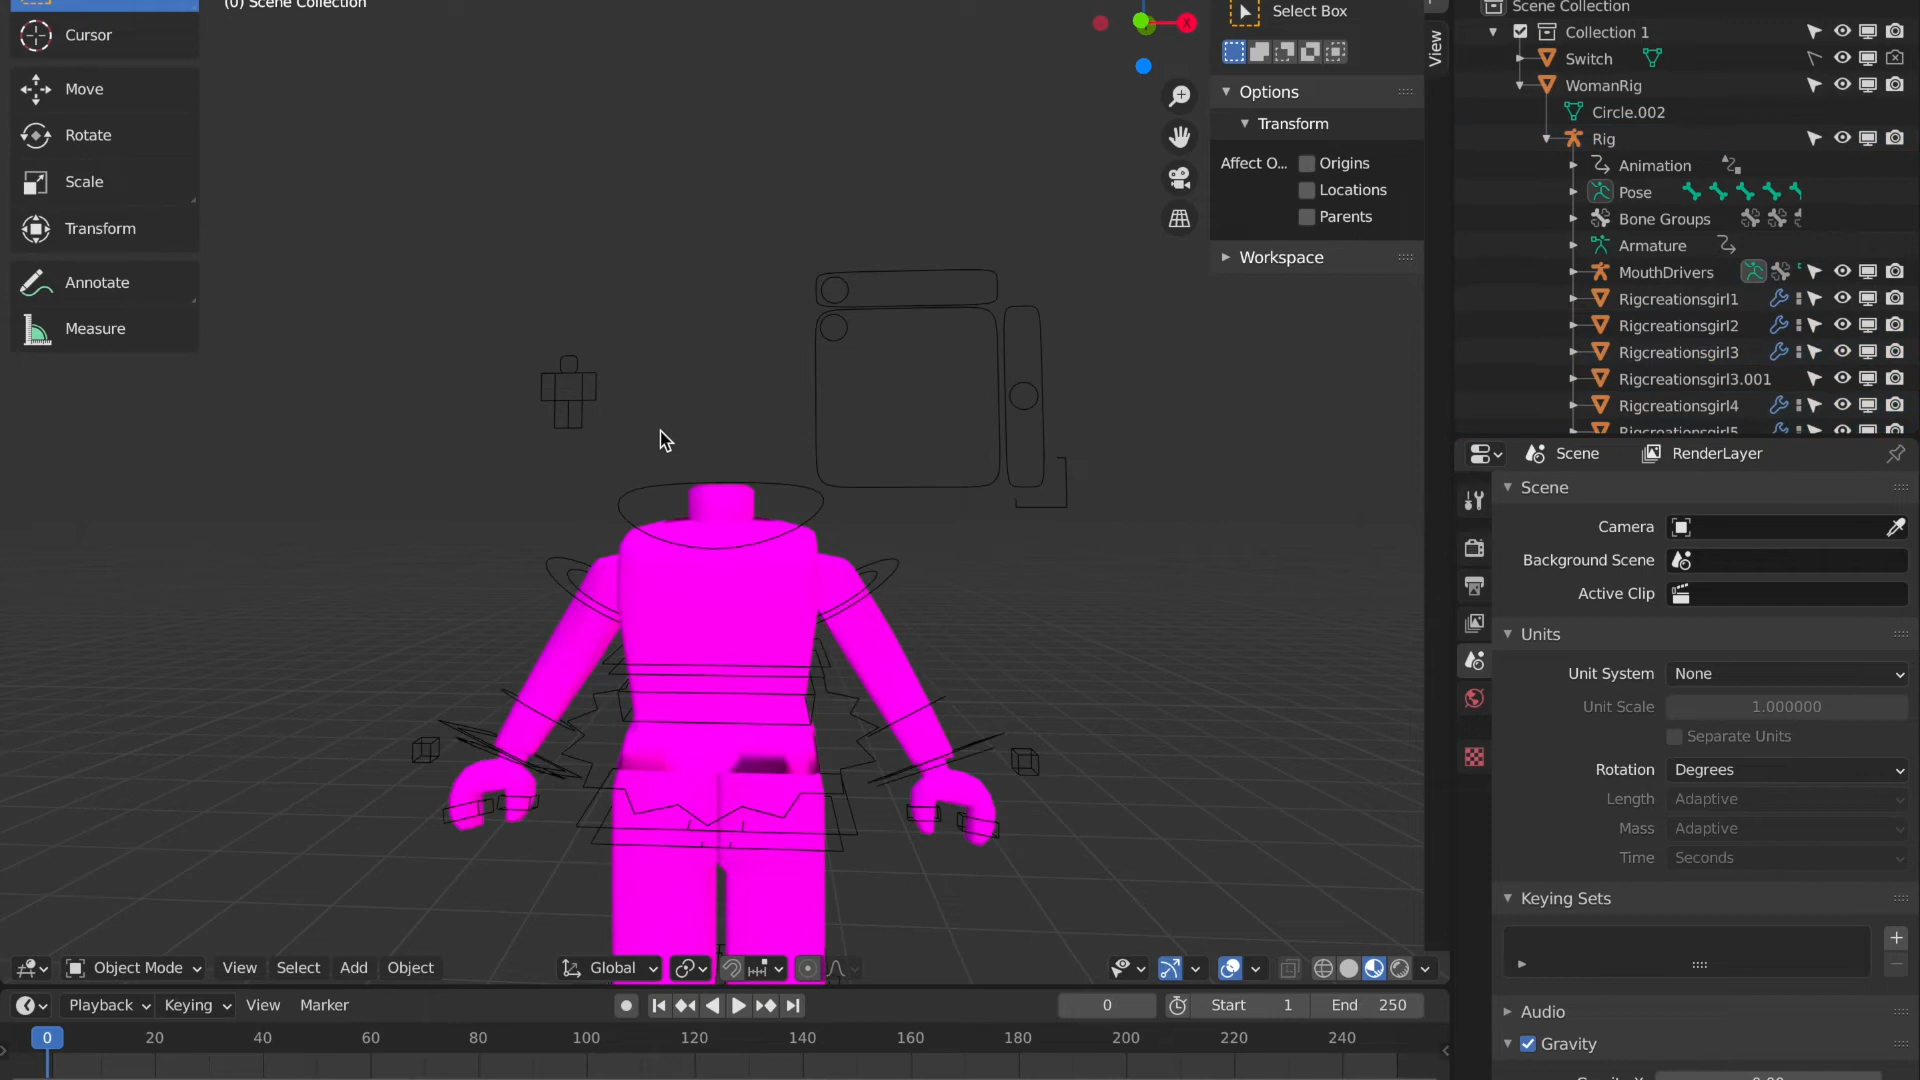 (0) Scene Collection
Cursor
Move
Rotate
Scale
Transform
Annotate
Measure
Select Box
View
Options
Transform
Affect O...
Origins
Locations
Parents
Workspace
Scene Collection
Collection 1
Switch
WomanRig
Circle.002
Rig
Animation
Pose
Bone Groups
Armature
MouthDrivers
Rigcreationsgirl1
Rigcreationsgirl2
Rigcreationsgirl3
Rigcreationsgirl3.001
Rigcreationsgirl4
Rigcreationsgirl5
Scene
RenderLayer
Scene
Camera
Background Scene
Active Clip
Units
Unit System None
Unit Scale 1.000000
Separate Units
Rotation Degrees
Length Adaptive
Mass Adaptive
Time Seconds
Keying Sets
Audio
Gravity
Object Mode View Select Add Object Global
Playback Keying View Marker 0 Start 1 End 250
0 20 40 60 80 100 120 140 160 180 200 220 240